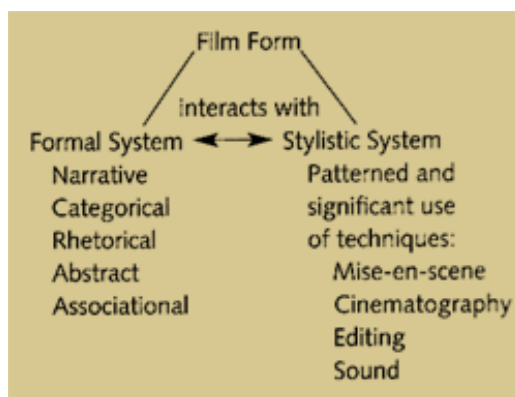 Film Form
interacts with
Formal System
Narrative
Categorical
Rhetorical
Abstract
Associational
Stylistic System
Patterned and
significant use
of techniques:
Mise-en-scene
Cinematography
Editing
Sound